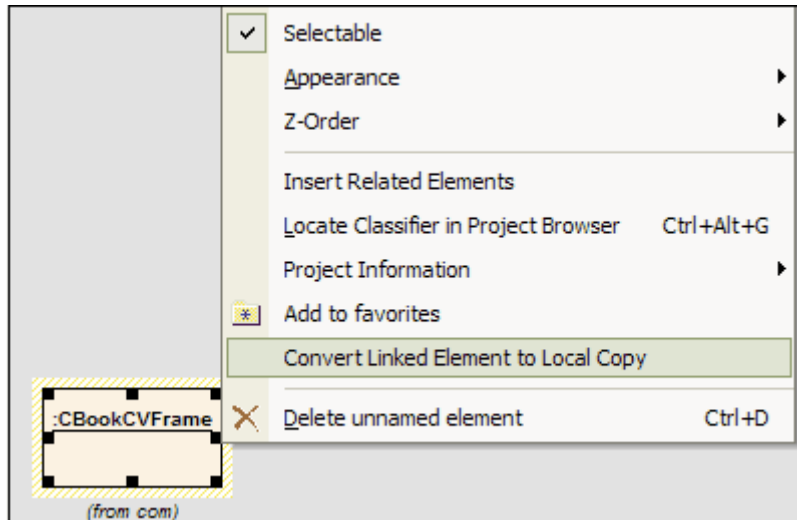 Selectable
Appearance
Z-Order
Insert Related Elements
Locate Classifier in Project Browser Ctrl+Alt+G
Project Information
Add to favorites
Convert Linked Element to Local Copy
:CBookCVFrame
Delete unnamed element Ctrl+D
(from com)